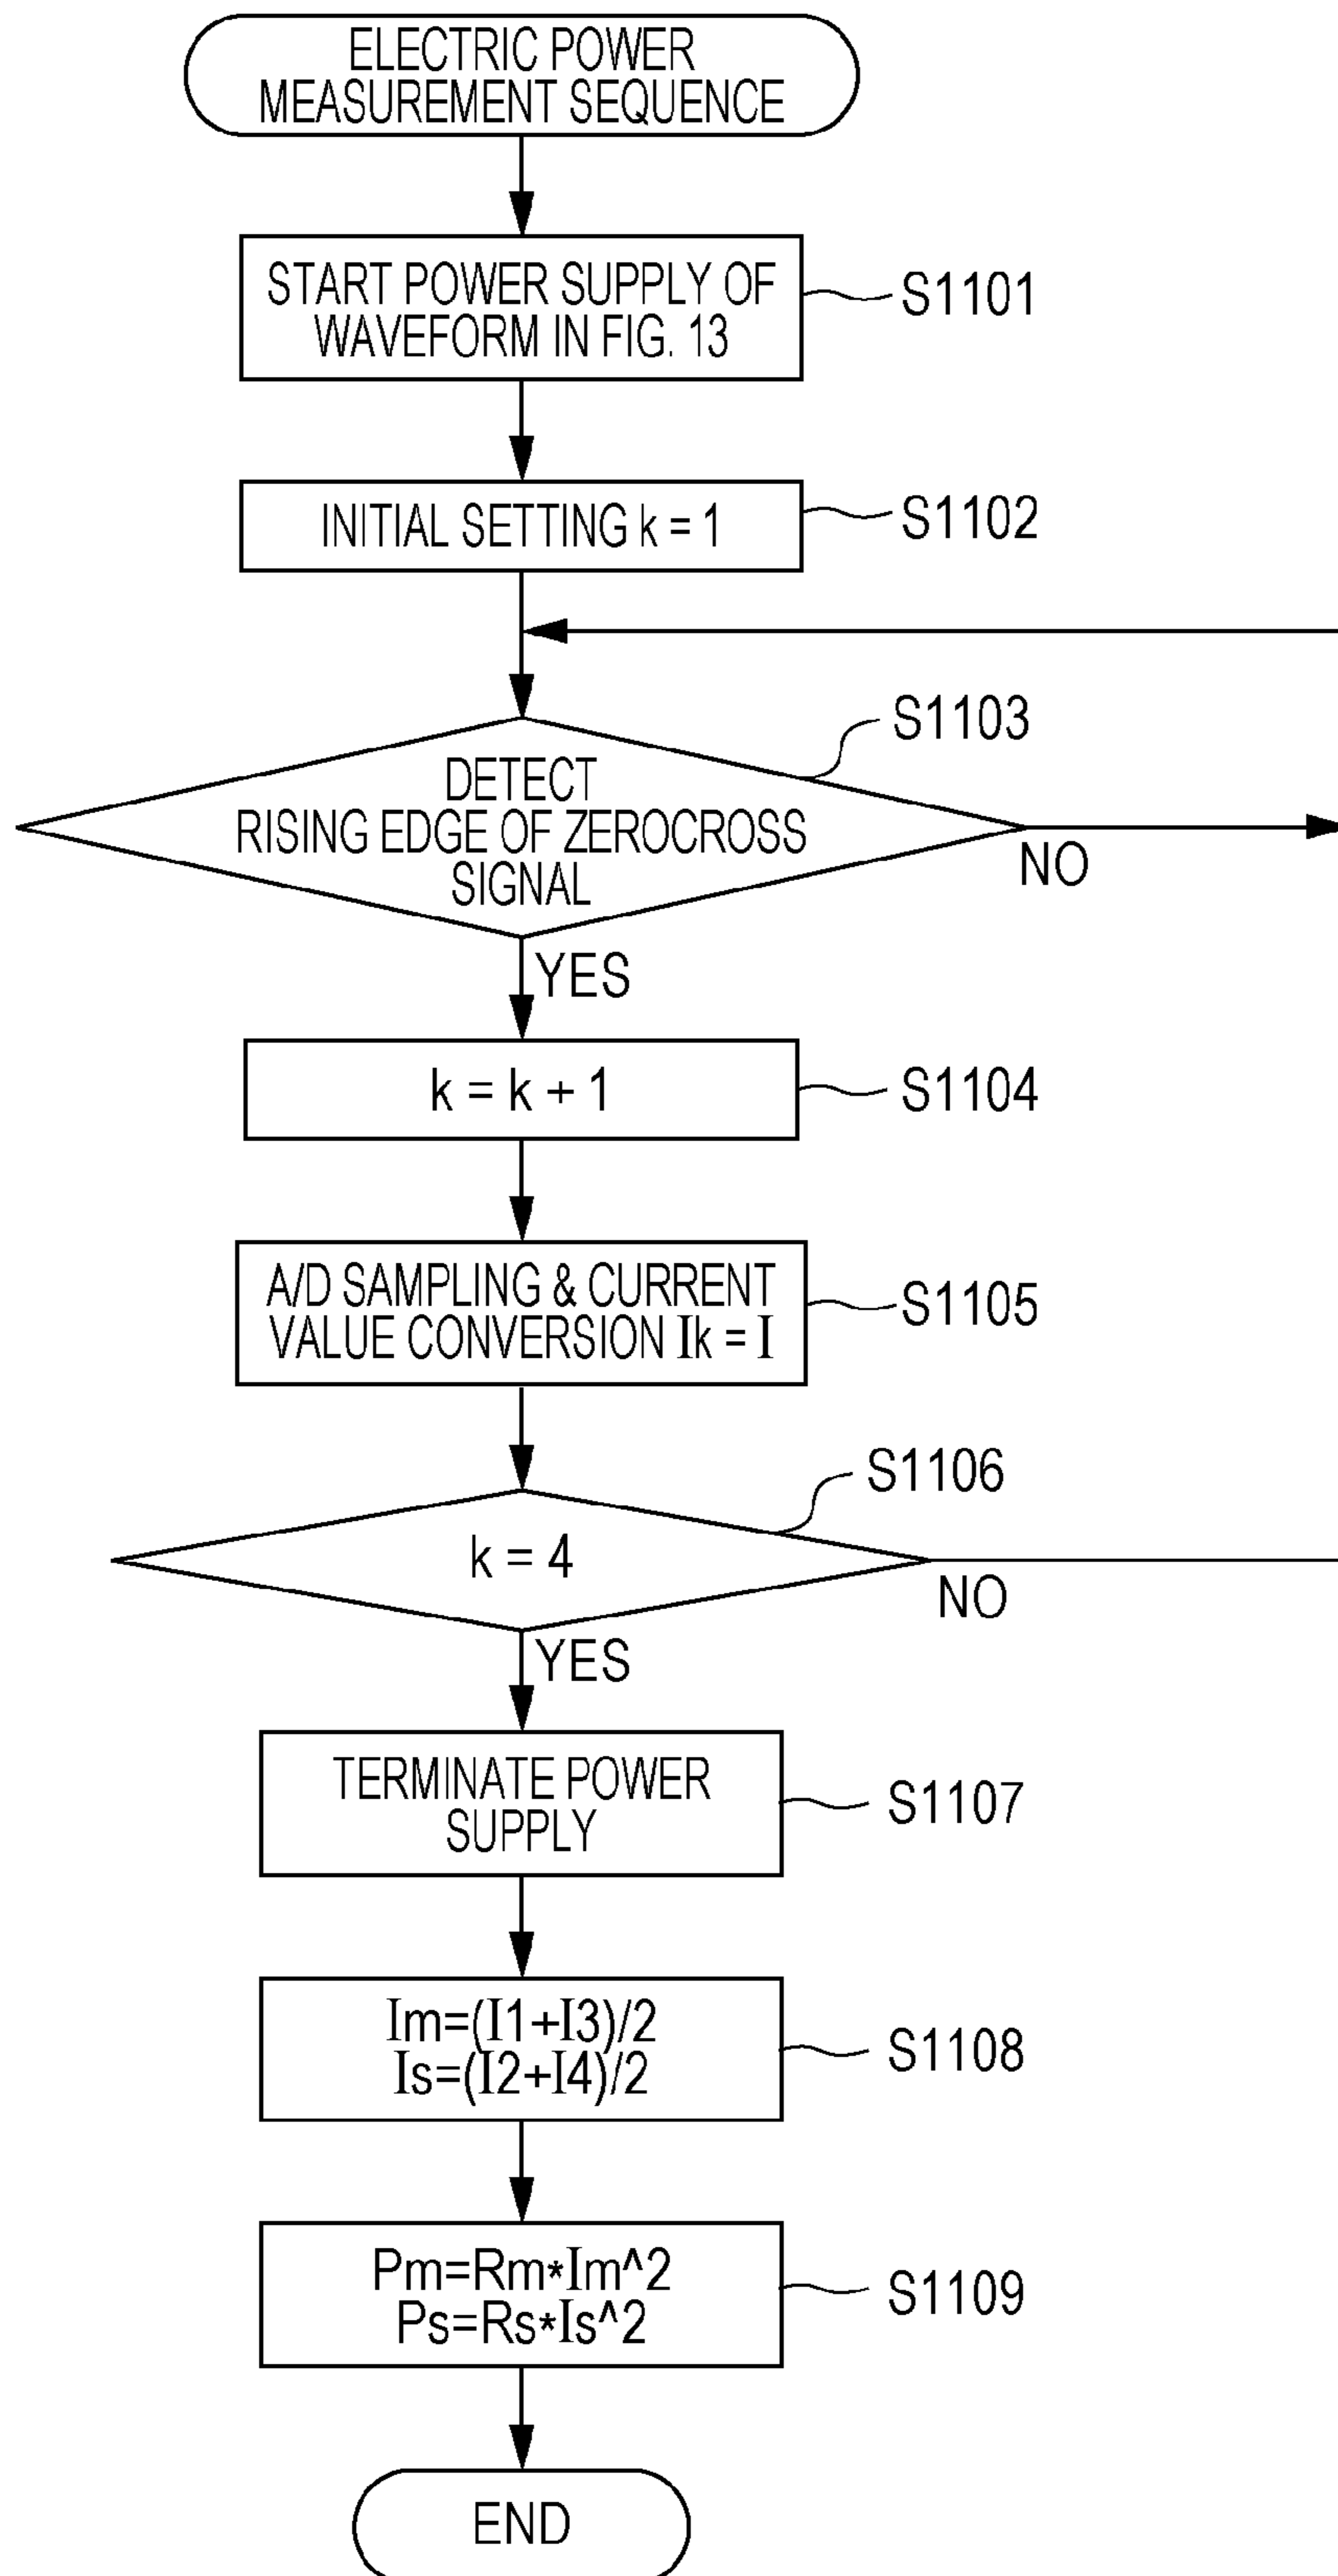 ELECTRIC POWER
MEASUREMENT SEQUENCE
START POWER SUPPLY OF
WAVEFORM IN FIG. 13
S1101
INITIAL SETTING k = 1
S1102
S1103
DETECT
RISING EDGE OF ZEROCROSS
SIGNAL
NO
YES
k = k + 1
S1104
A/D SAMPLING & CURRENT
VALUE CONVERSION Ik = I
S1105
S1106
k = 4
NO
YES
TERMINATE POWER
SUPPLY
S1107
Im=(I1+I3)/2
Is=(I2+I4)/2
S1108
Pm=Rm*Im^2
Ps=Rs*Is^2
S1109
END